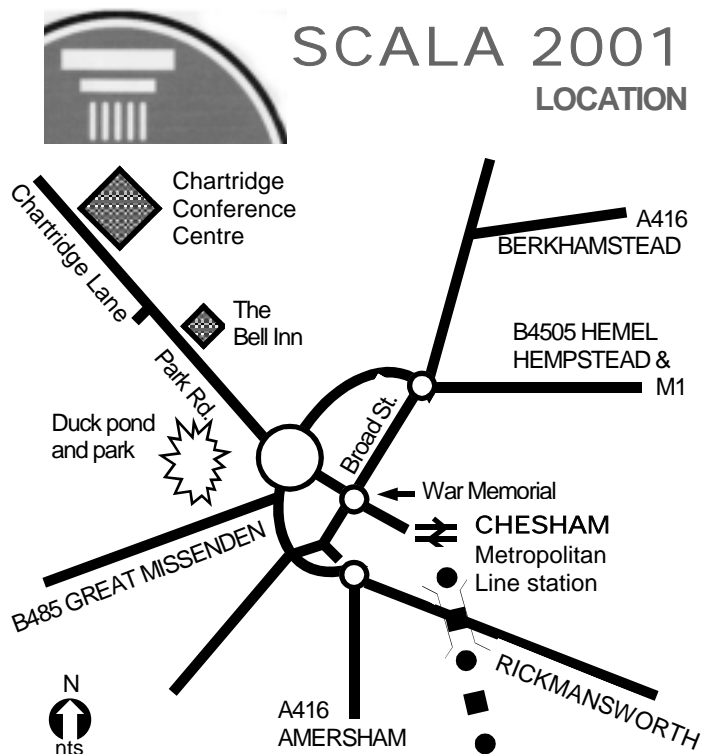 SCALA 2001
LOCATION
Chartridge
Conference
Centre
Chartridge Lane
The
Bell Inn
Park Rd.
Duck pond
and park
A416
BERKHAMSTEAD
B4505 HEMEL
HEMPSTEAD &
M1
Broad St.
War Memorial
CHESHAM
Metropolitan
Line station
B485 GREAT MISSENDEN
RICKMANSWORTH
A416
AMERSHAM
N
nts